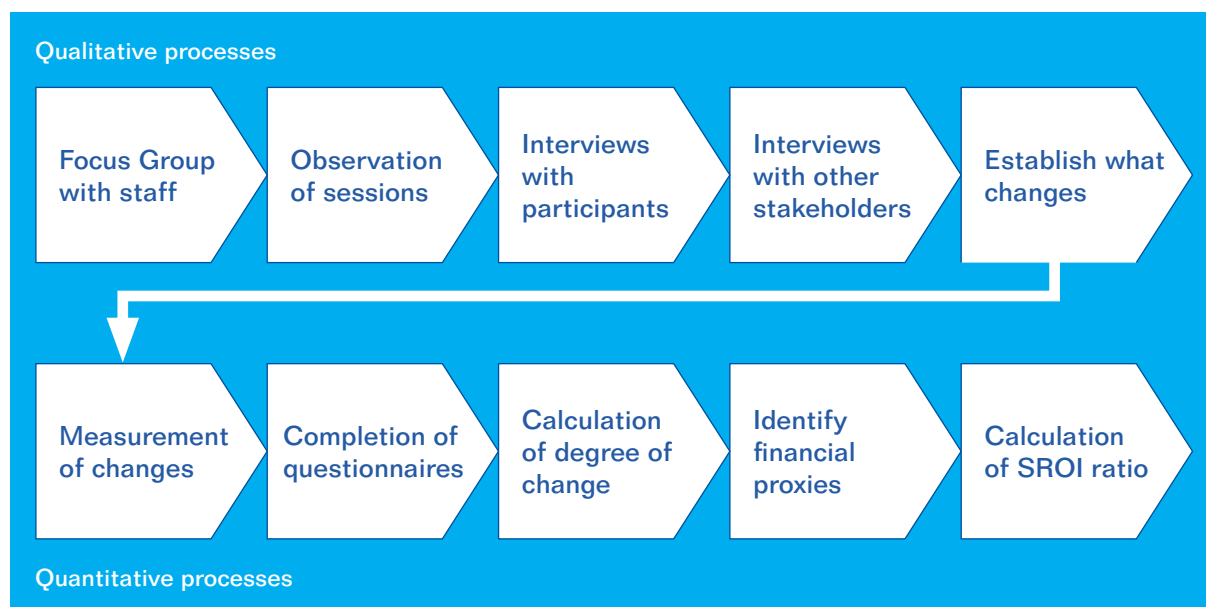 Qualitative processes
Focus Group
with staff
Observation
of sessions
Interviews
with
participants
Interviews
with other
stakeholders
Establish what
changes
Measurement
of changes
Completion of
questionnaires
Calculation
of degree of
change
Identify
financial
proxies
Calculation
of SROI ratio
Quantitative processes